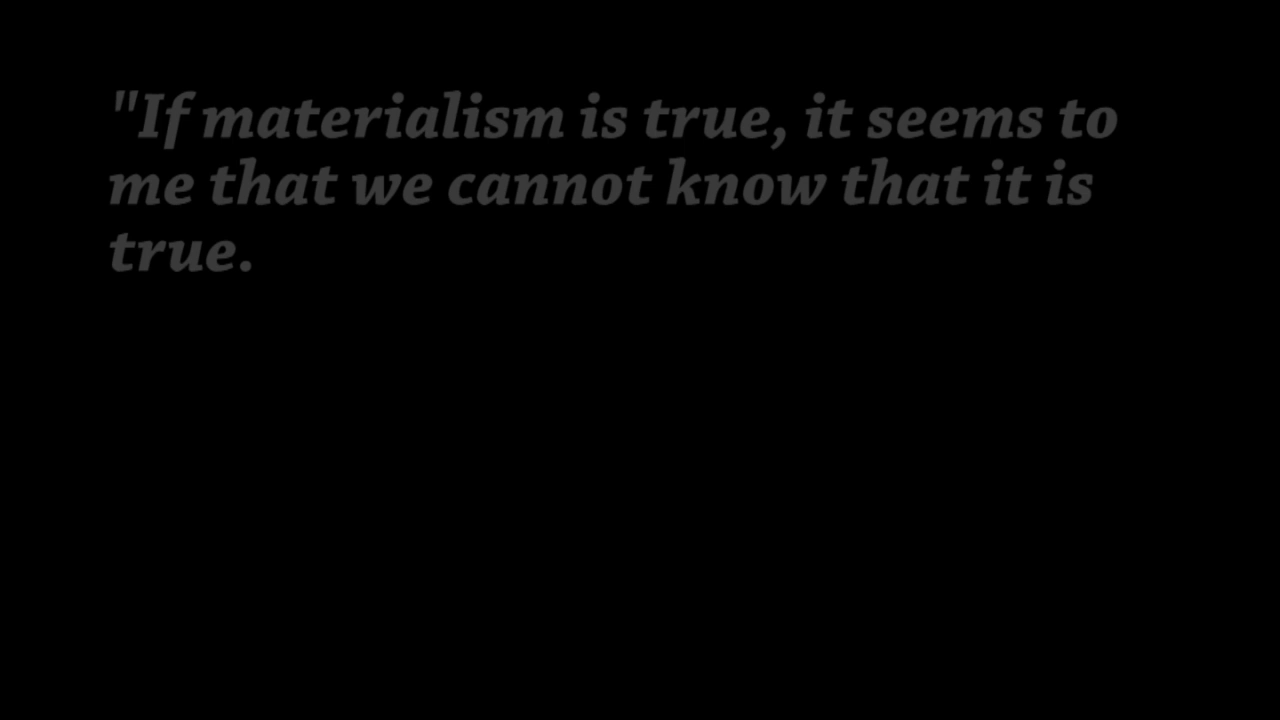 "If materialism is true, it seems to
me that we cannot know that it is
true.